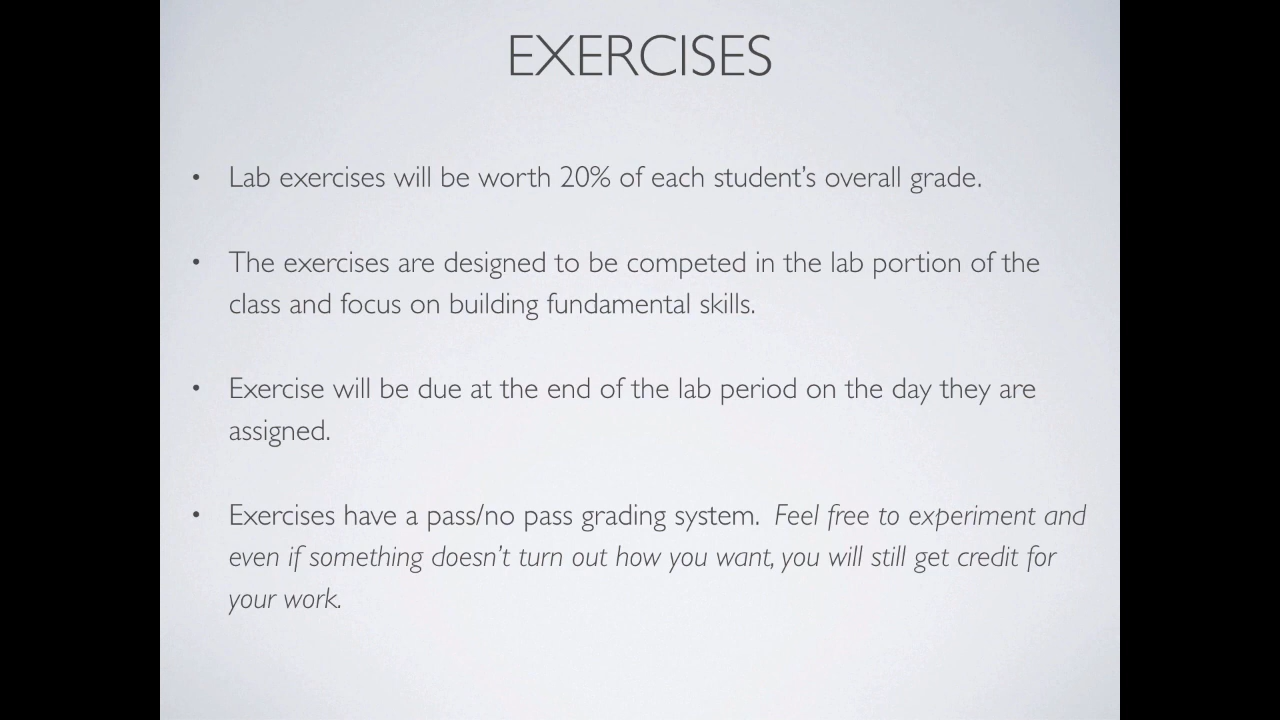 EXERCISES
• Lab exercises will be worth 20% of each student’s overall grade.
• The exercises are designed to be competed in the lab portion of the
class and focus on building fundamental skills.
• Exercise will be due at the end of the lab period on the day they are
assigned.
• Exercises have a pass/no pass grading system.  Feel free to experiment and
even if something doesn’t turn out how you want, you will still get credit for
your work.